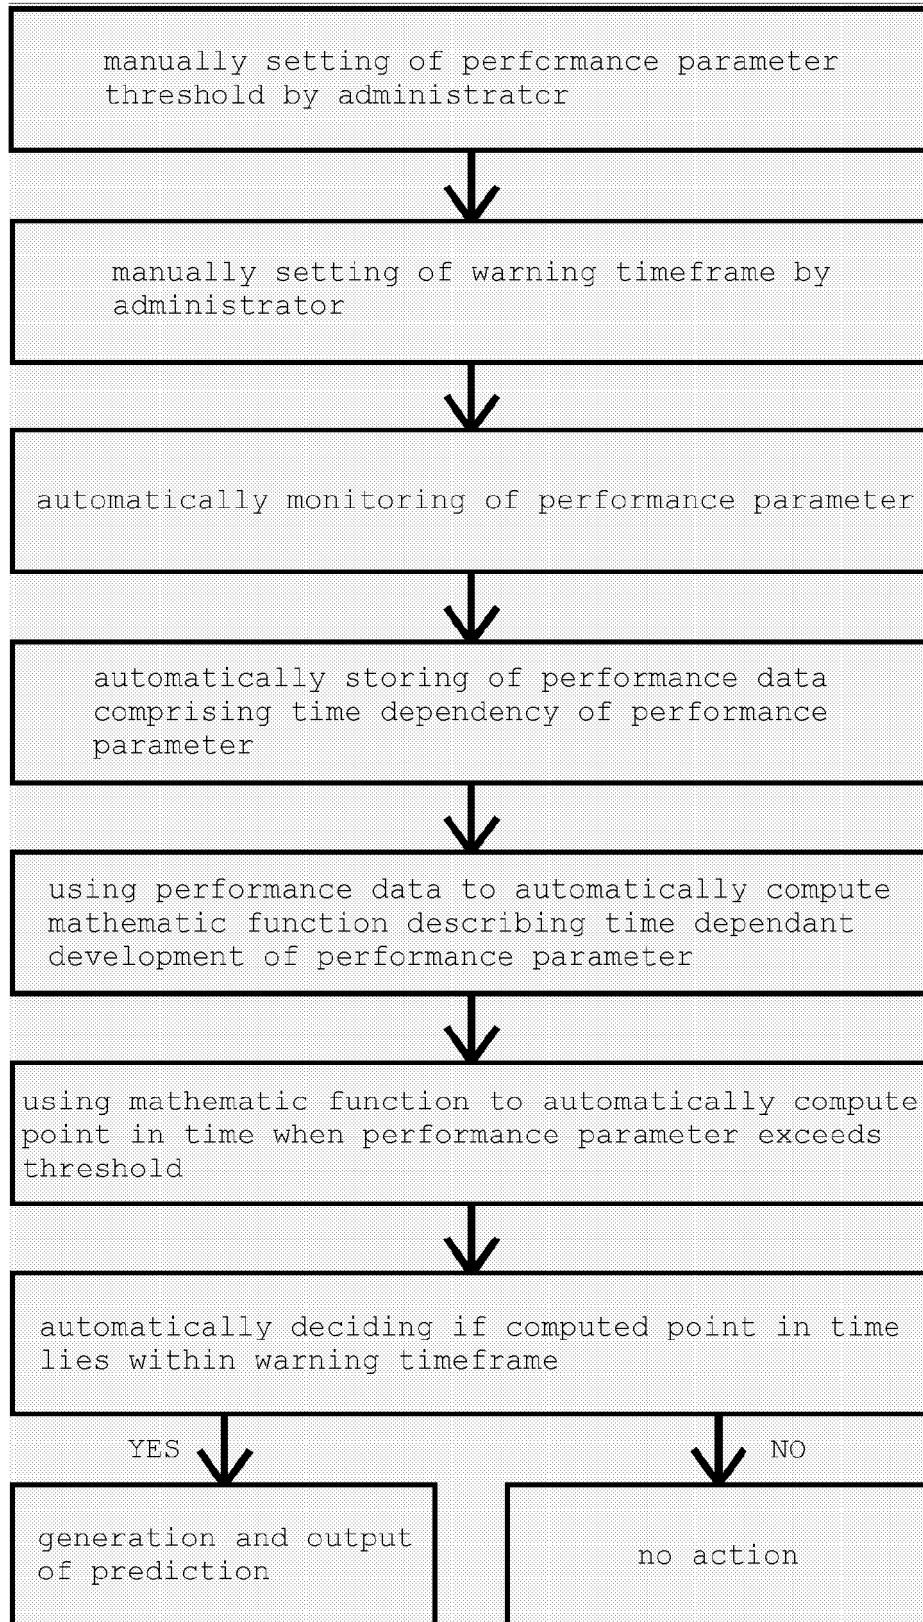 manually setting of performance parameter
threshold by administrator
manually setting of warning timeframe by
administrator
automatically monitoring of performance parameter
automatically storing of performance data
comprising time dependency of performance
parameter
using performance data to automatically compute
mathematic function describing time dependant
development of performance parameter
using mathematic function to automatically compute
point in time when performance parameter exceeds
threshold
automatically deciding if computed point in time
lies within warning timeframe
YES
NO
generation and output
of prediction
no action